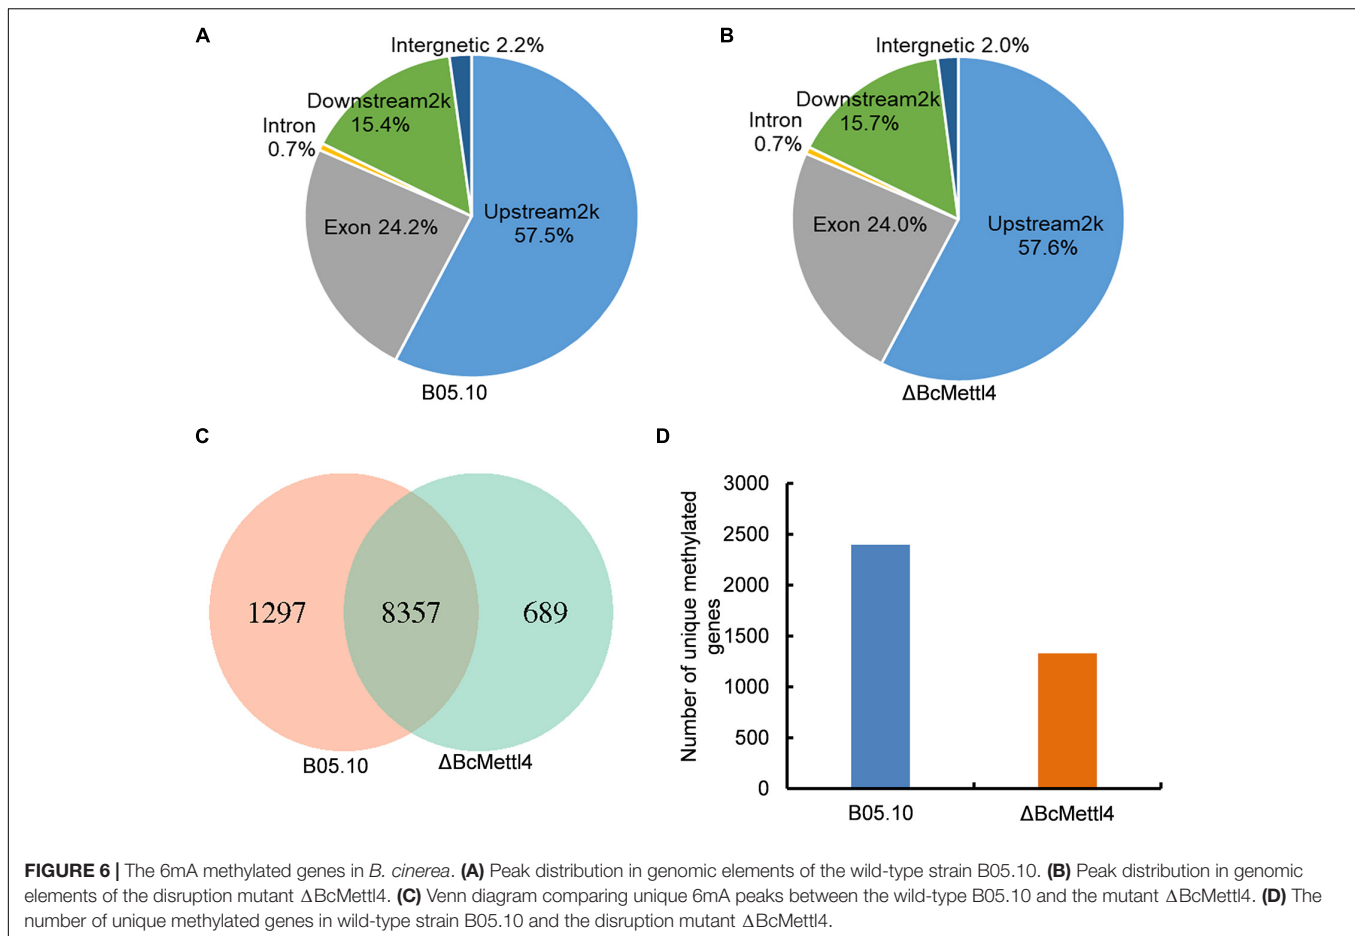 A
Intergnetic 2.2%
Downstream2k
15.4%
Intron
0.7%
Exon 24.2%
Upstream2k
57.5%
B05.10
B
Intergnetic 2.0%
Downstream2k
15.7%
Intron
0.7%
Exon 24.0%
Upstream2k
57.6%
ΔBcMettl4
C
1297
8357
689
B05.10
ΔBcMettl4
D
Number of unique methylated
genes
3000
2500
2000
1500
1000
500
0
B05.10
ΔBcMettl4
FIGURE 6 | The 6mA methylated genes in B. cinerea. (A) Peak distribution in genomic elements of the wild-type strain B05.10. (B) Peak distribution in genomic
elements of the disruption mutant ΔBcMettl4. (C) Venn diagram comparing unique 6mA peaks between the wild-type B05.10 and the mutant ΔBcMettl4. (D) The
number of unique methylated genes in wild-type strain B05.10 and the disruption mutant ΔBcMettl4.